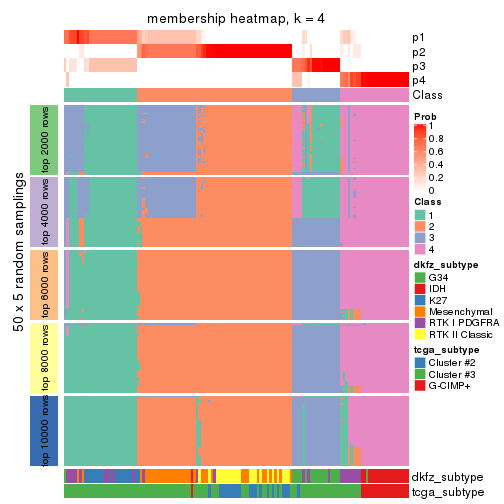 membership heatmap, k = 4
p1
p2
p3
p4
Class
50 x 5 random samplings
top 2000 rows
top 4000 rows
top 6000 rows
top 8000 rows
top 10000 rows
Prob
1
0.8
0.6
0.4
0.2
0
Class
1
2
3
4
dkfz_subtype
G34
IDH
K27
Mesenchymal
RTK I PDGFRA
RTK II Classic
tcga_subtype
Cluster #2
Cluster #3
G-CIMP+
dkfz_subtype
tcga_subtype